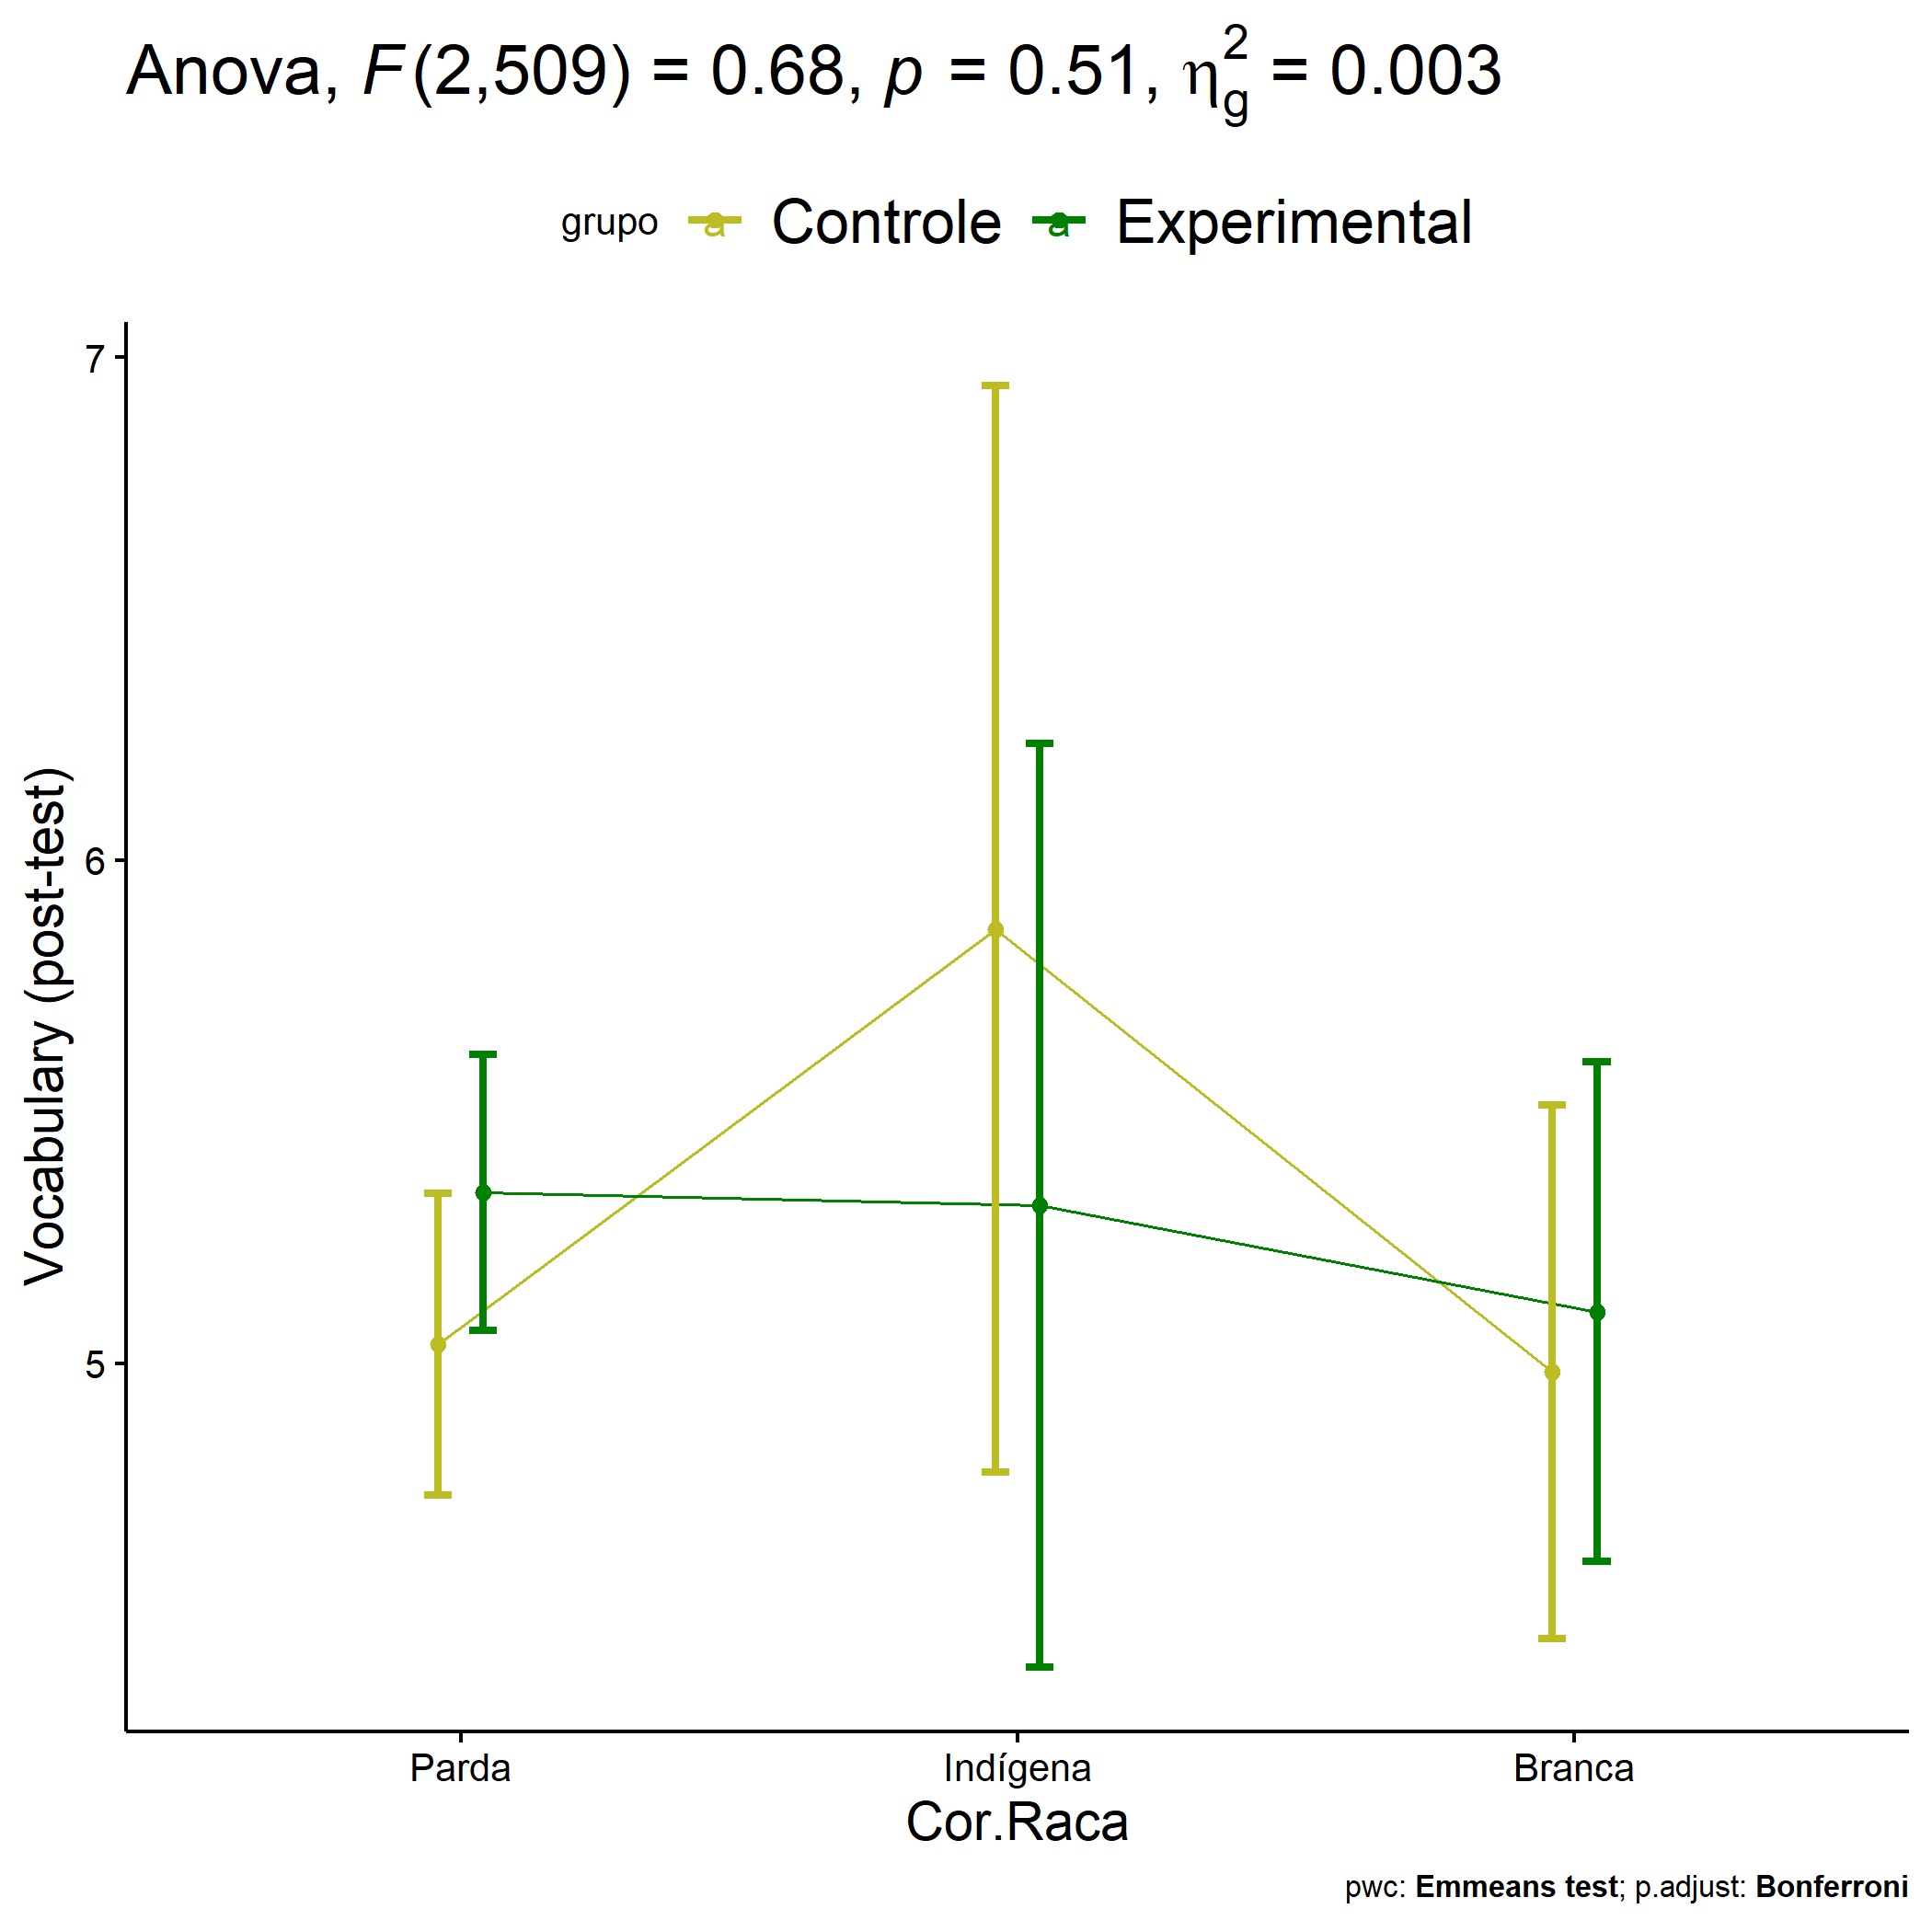 Anova, F(2,509) = 0.68, p = 0.51, η²g = 0.003
grupo a Controle a Experimental
7
6
5
Vocabulary (post-test)
Parda Indígena Branca
Cor.Raca
pwc: Emmeans test; p.adjust: Bonferroni